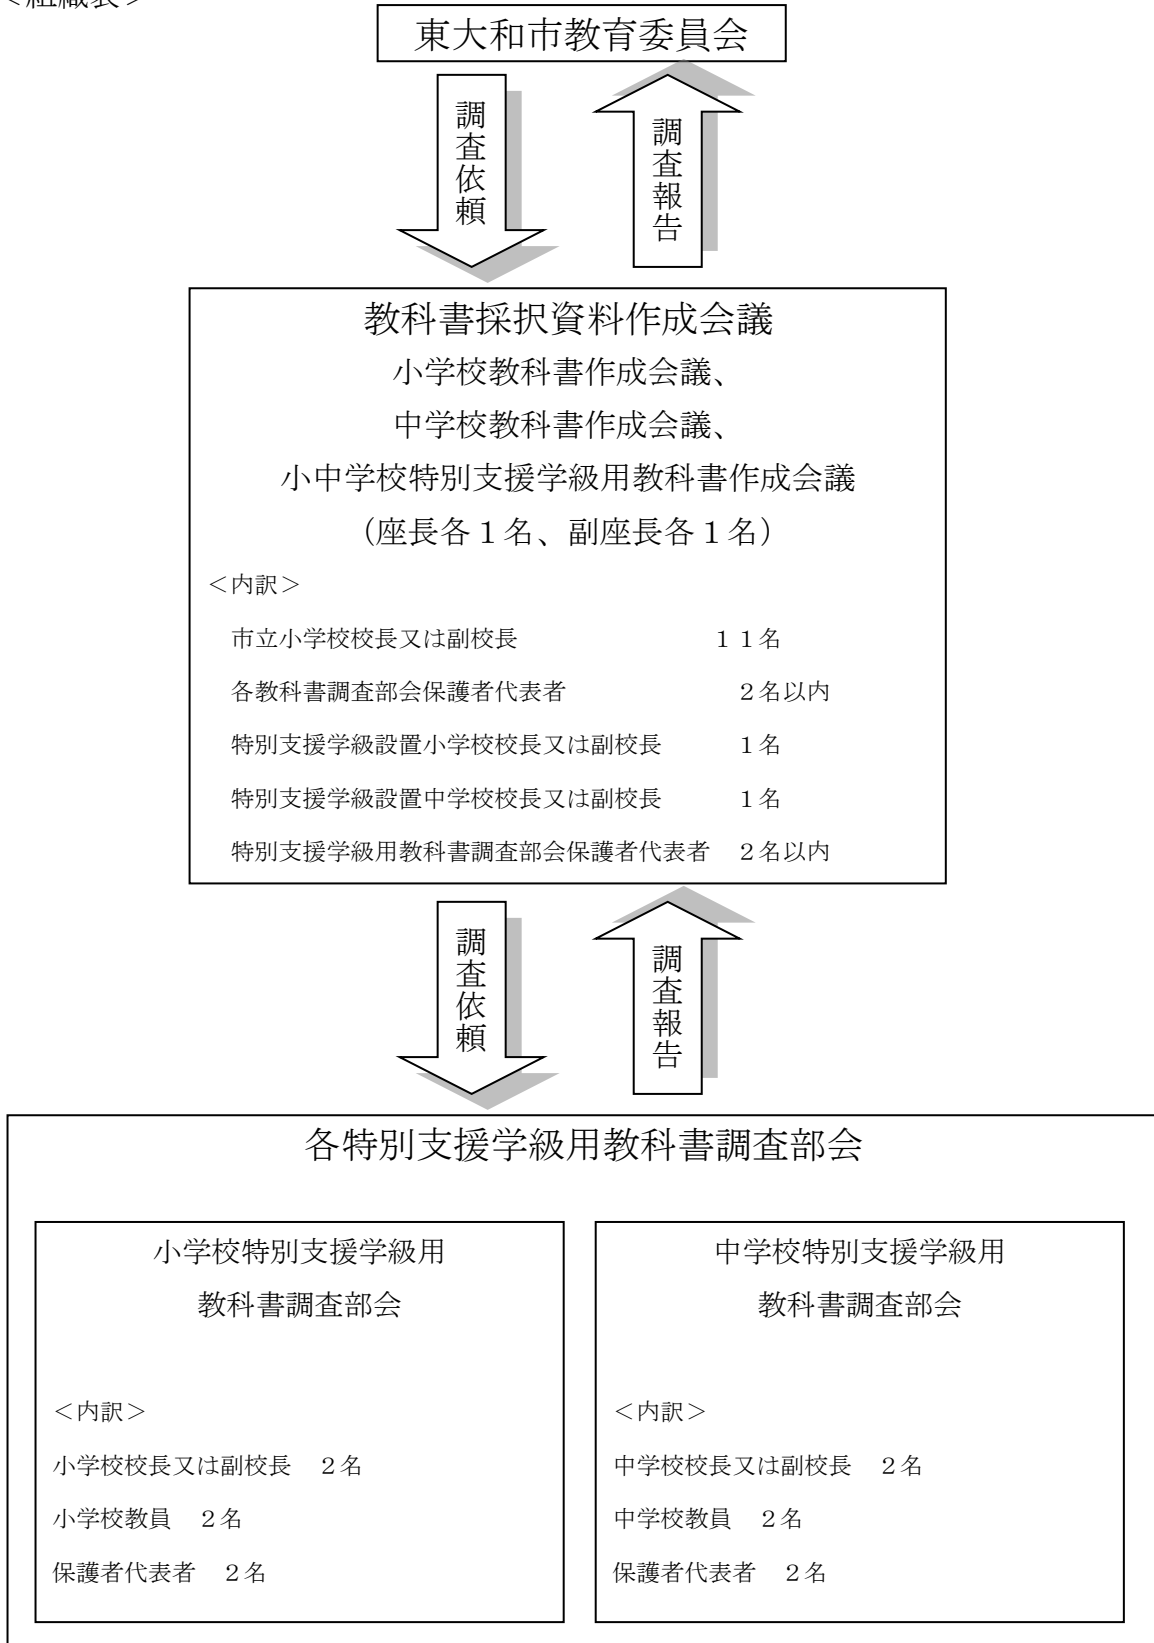 <組織表>
東大和市教育委員会
調査依頼
調査報告
教科書採択資料作成会議
小学校教科書作成会議、
中学校教科書作成会議、
小中学校特別支援学級用教科書作成会議
（座長各１名、副座長各１名）
＜内訳＞
市立小学校校長又は副校長　１１名
各教科書調査部会保護者代表者　２名以内
特別支援学級設置小学校校長又は副校長　１名
特別支援学級設置中学校校長又は副校長　１名
特別支援学級用教科書調査部会保護者代表者　２名以内
調査依頼
調査報告
各特別支援学級用教科書調査部会
小学校特別支援学級用
教科書調査部会
＜内訳＞
小学校校長又は副校長　２名
小学校教員　２名
保護者代表者　２名
中学校特別支援学級用
教科書調査部会
＜内訳＞
中学校校長又は副校長　２名
中学校教員　２名
保護者代表者　２名